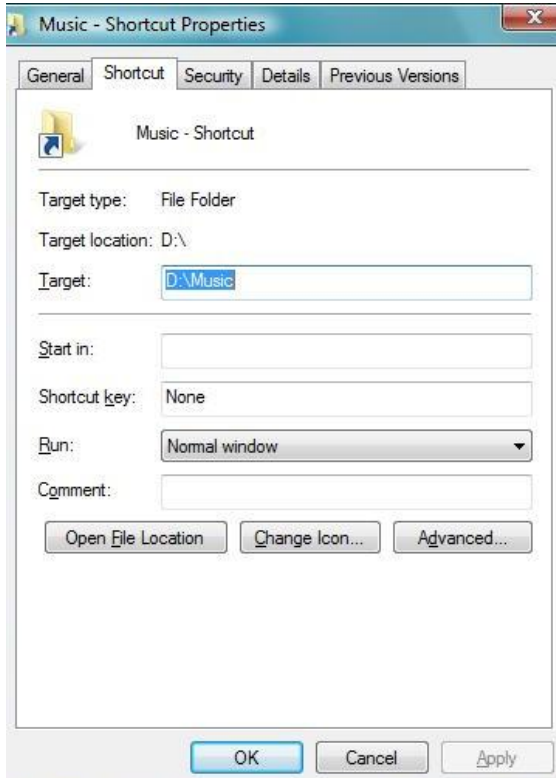 Music - Shortcut Properties
General Shortcut Security Details Previous Versions
Music - Shortcut
Target type: File Folder
Target location: D:\
Target: D:\Music
Start in:
Shortcut key: None
Run: Normal window
Comment:
Open File Location Change Icon... Advanced...
OK Cancel Apply